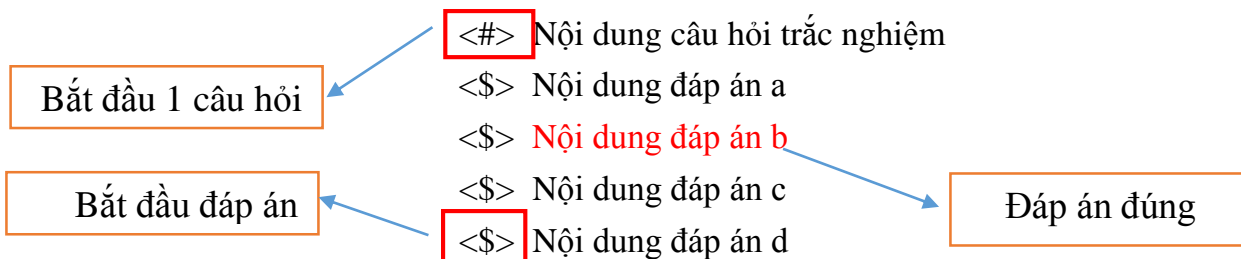 <#> Nội dung câu hỏi trắc nghiệm
Bắt đầu 1 câu hỏi
<$> Nội dung đáp án a
<$> Nội dung đáp án b
Bắt đầu đáp án
<$> Nội dung đáp án c
Đáp án đúng
<$> Nội dung đáp án d